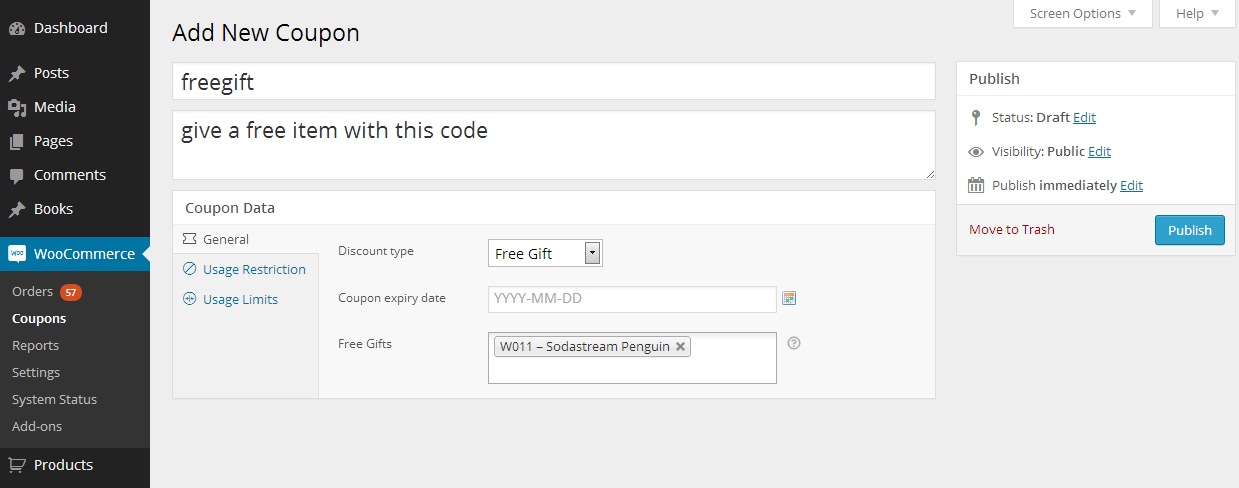 Dashboard
Posts
Media
Pages
Comments
Books
WOO
WooCommerce
Orders 57
Coupons
Reports
Settings
System Status
Add-ons
Products
Screen Options
Help
Add New Coupon
freegift
give a free item with this code
Coupon Data
General
Usage Restriction
Usage Limits
Discount type
Free Gift
Coupon expiry date
YYYY-MM-DD
Free Gifts
W011 – Sodastream Penguin
?
Publish
Status: Draft Edit
Visibility: Public Edit
Publish immediately Edit
Move to Trash
Publish